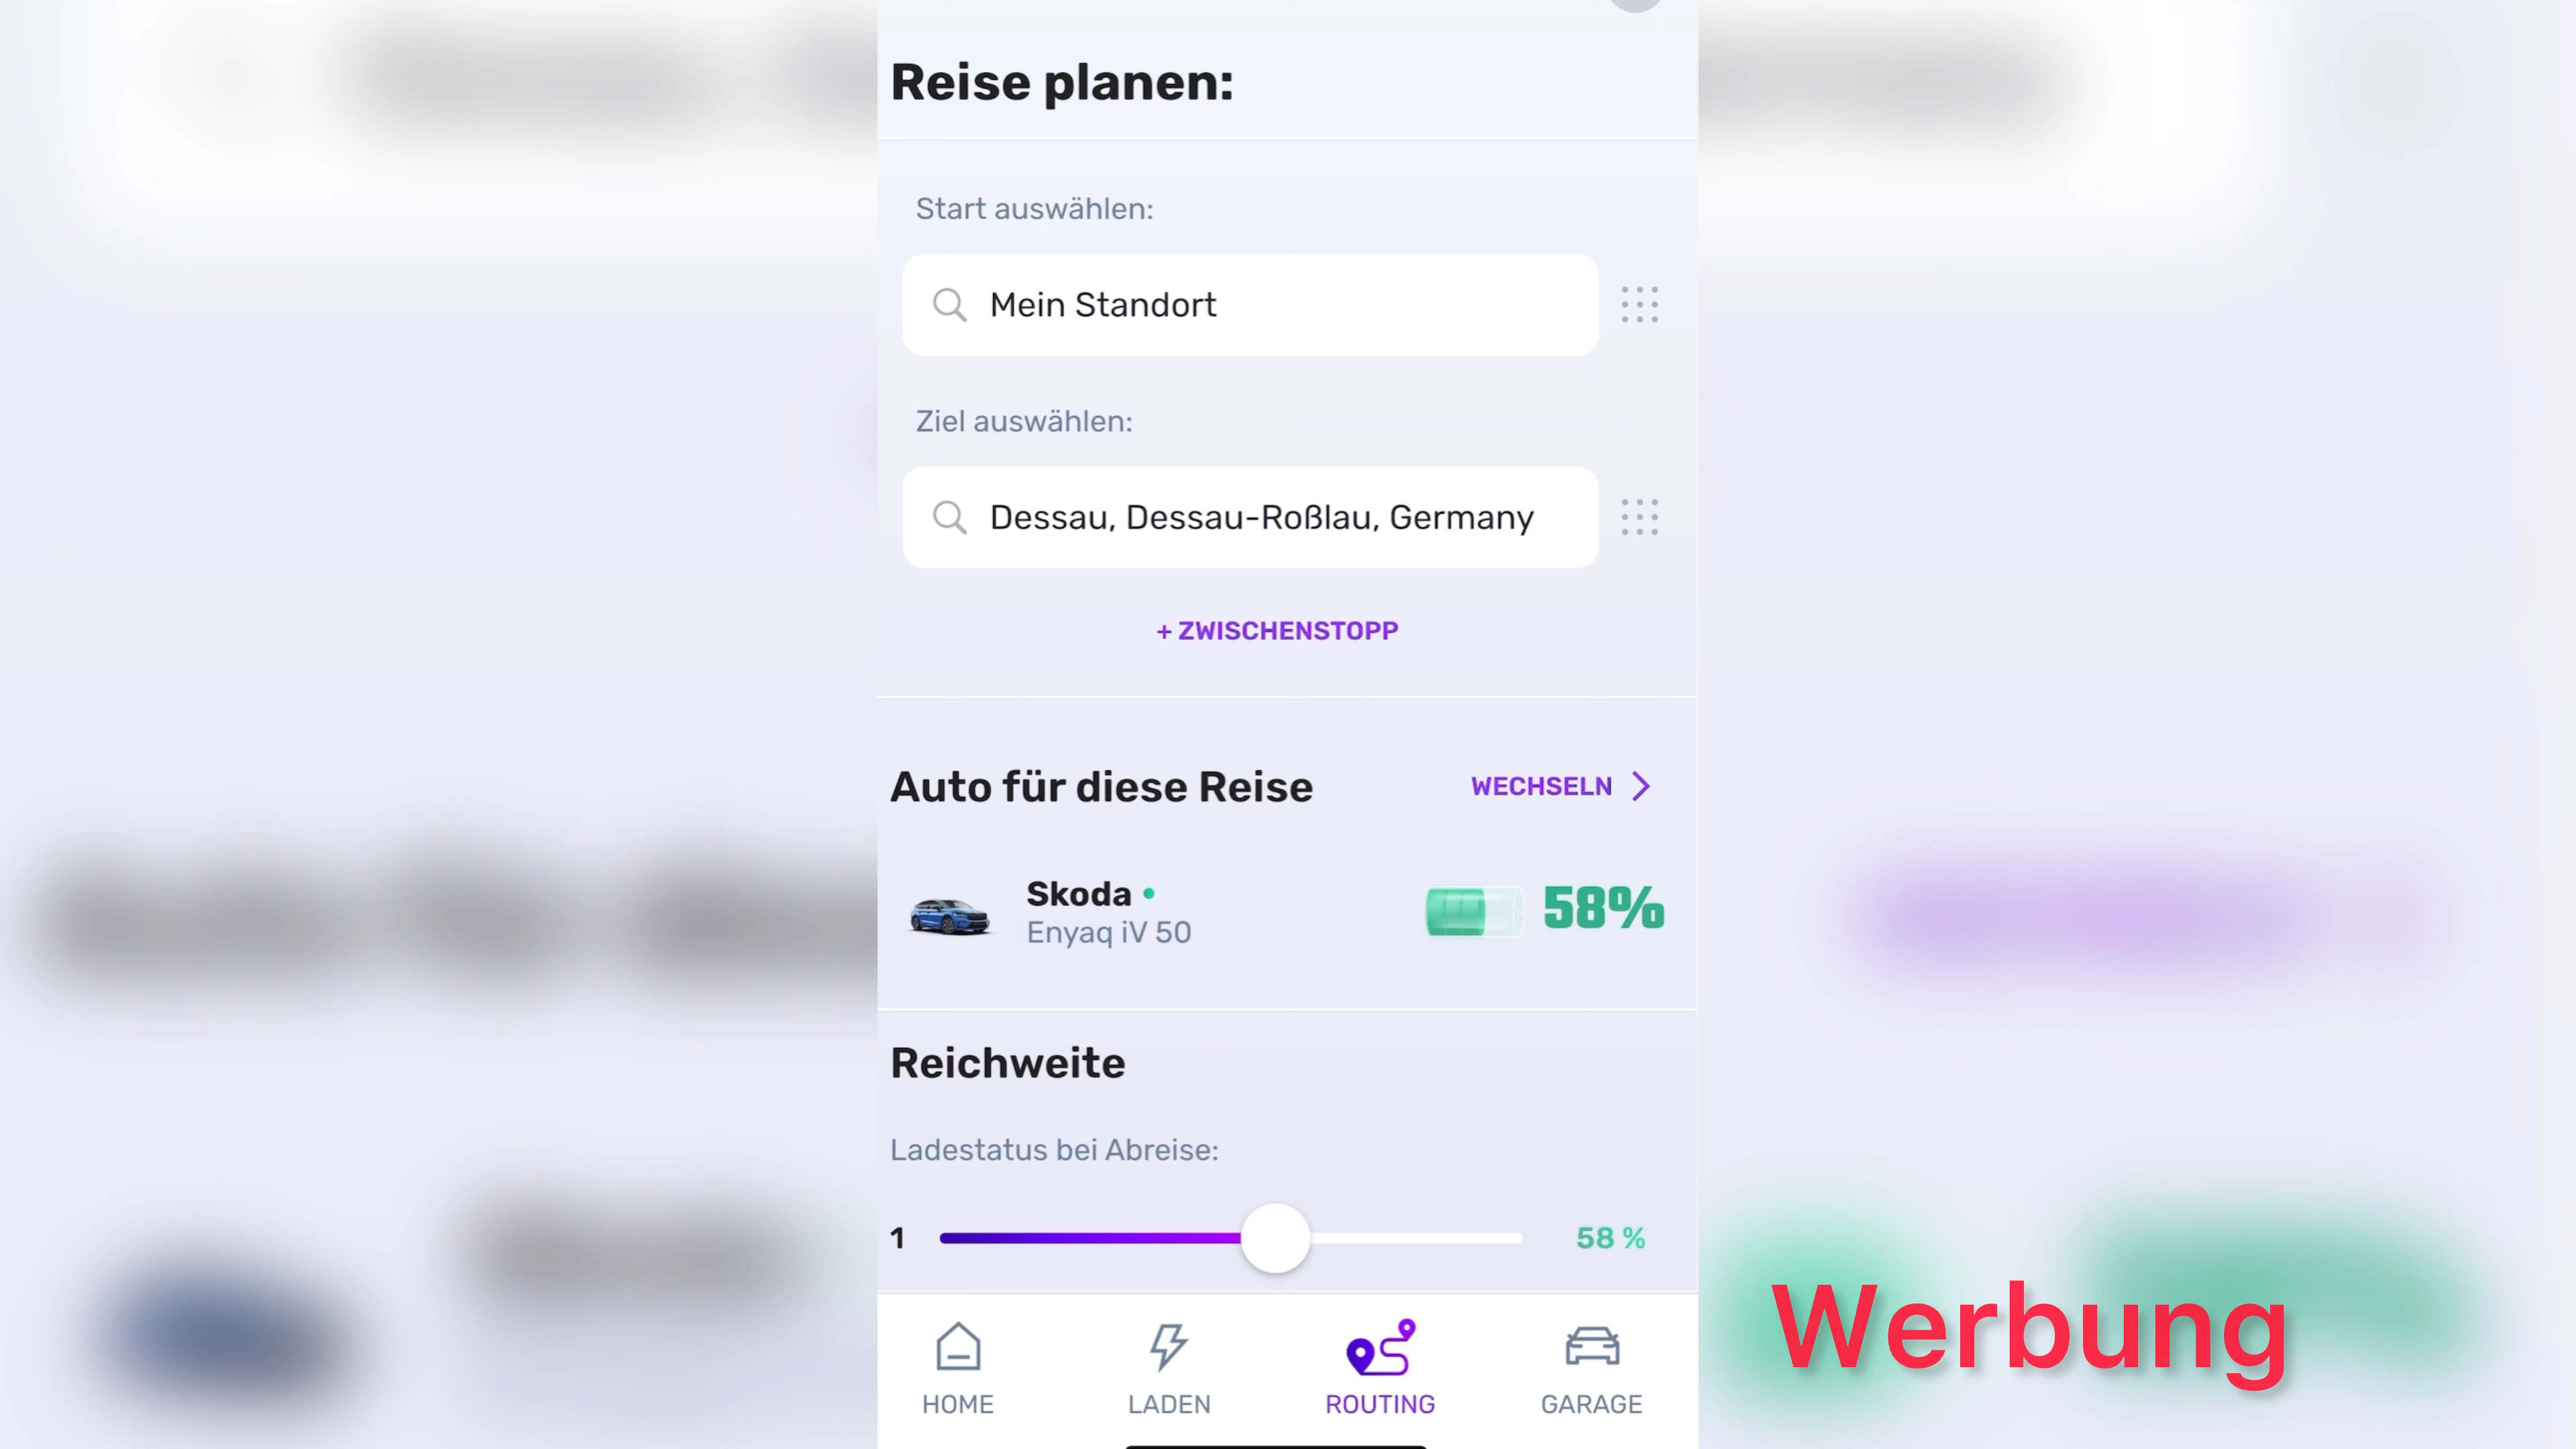 Reise planen:
Start auswählen:
Mein Standort
Ziel auswählen:
Dessau, Dessau-Roßlau, Germany
+ ZWISCHENSTOPP
Auto für diese Reise
WECHSELN
Skoda
Enyaq iV 50
58%
Reichweite
Ladestatus bei Abreise:
1
58 %
HOME
LADEN
ROUTING
GARAGE
Werbung